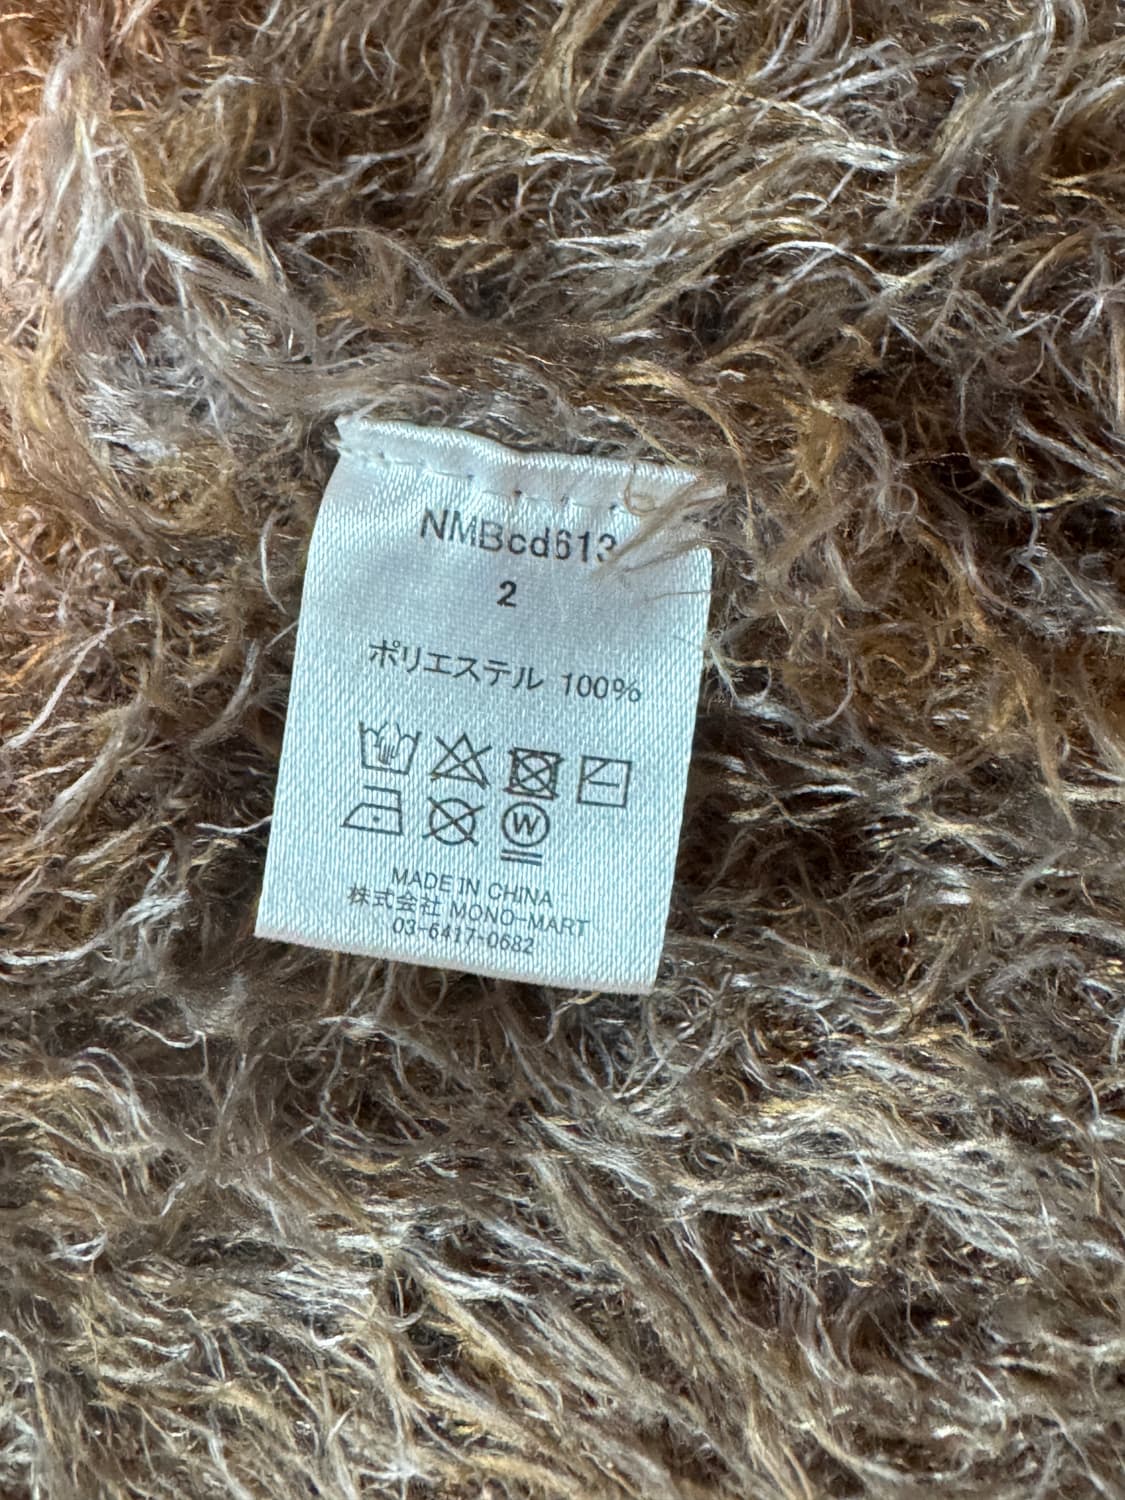 NMBcd613
2
ポリエステル 100%
W
MADE IN CHINA
株式会社 MONO-MART
03-6417-0682